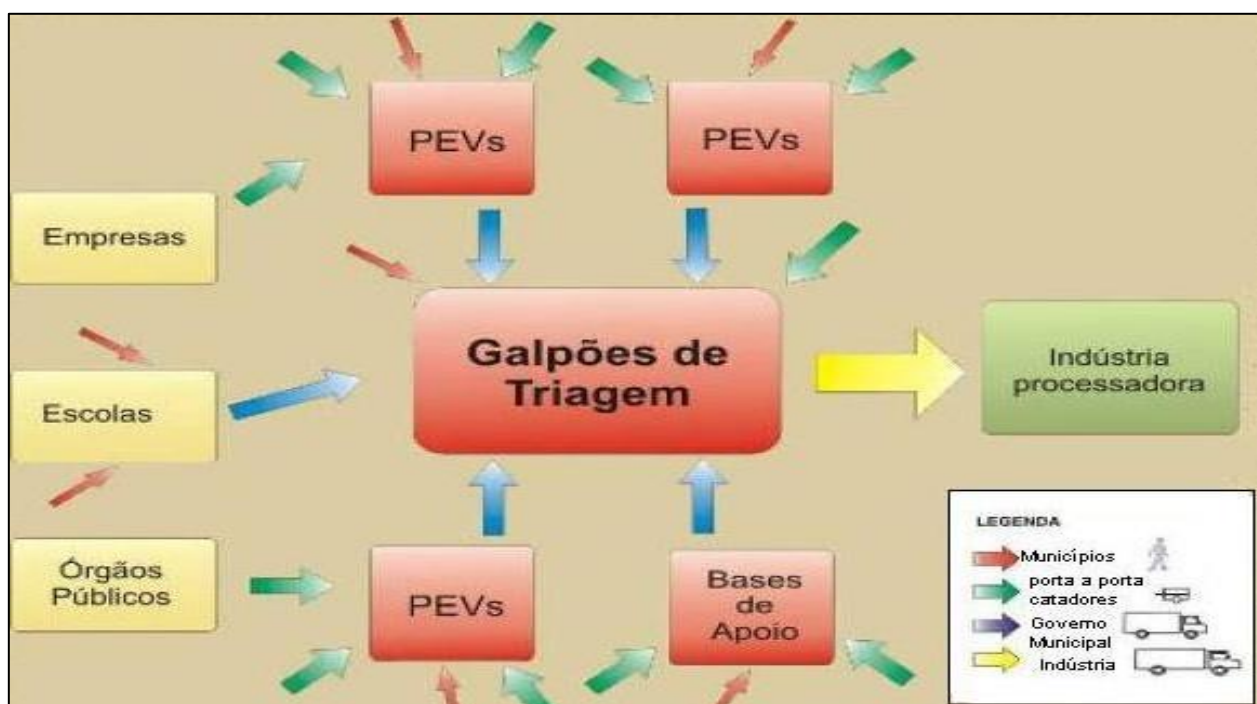 PEVs
PEVs
Empresas
Galpões de
Triagem
Indústria
processadora
Escolas
Órgãos
Públicos
PEVs
Bases
de
Apoio
LEGENDA
Municípios
porta a porta
catadores
Governo
Municipal
Indústria